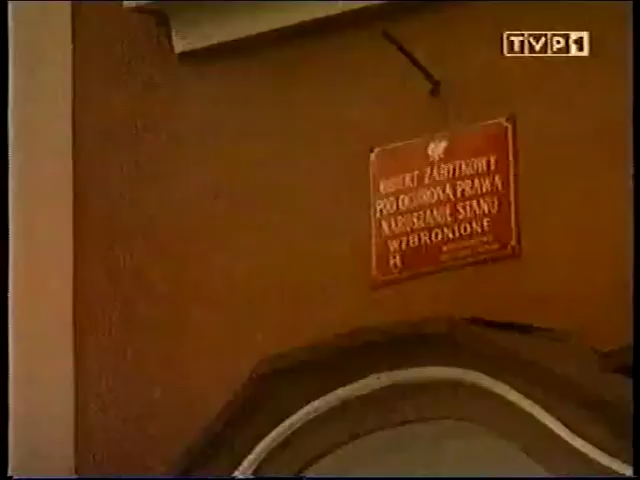 TVP1
OBIEKT ZABYTKOWY
POD OCHRONĄ PRAWA
NARUSZANIE STANU
WZBRONIONE